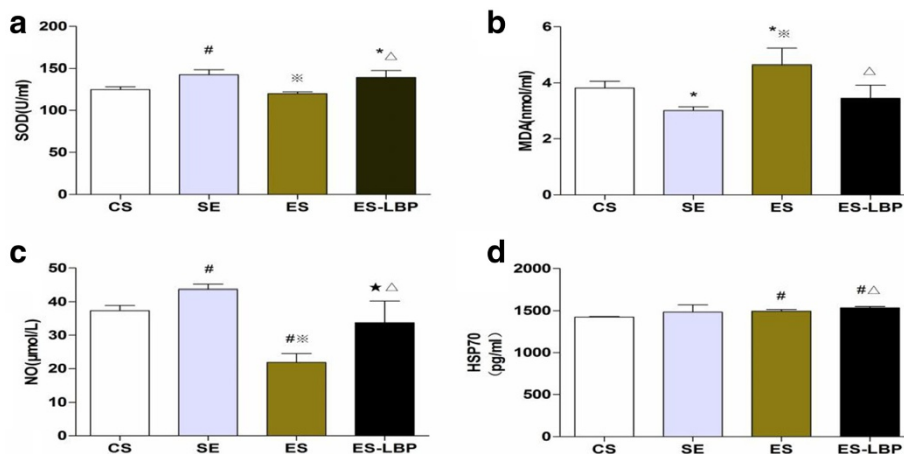 a
SOD(U/ml)
200
150
100
50
0
#
※
*△
CS SE ES ES-LBP
b
MDA(nmol/ml)
6
4
2
0
*
*※
△
CS SE ES ES-LBP
c
NO(μmol/L)
50
40
30
20
10
0
#
#※
★△
CS SE ES ES-LBP
d
HSP70
(pg/ml)
2000
1500
1000
500
0
#
#△
CS SE ES ES-LBP